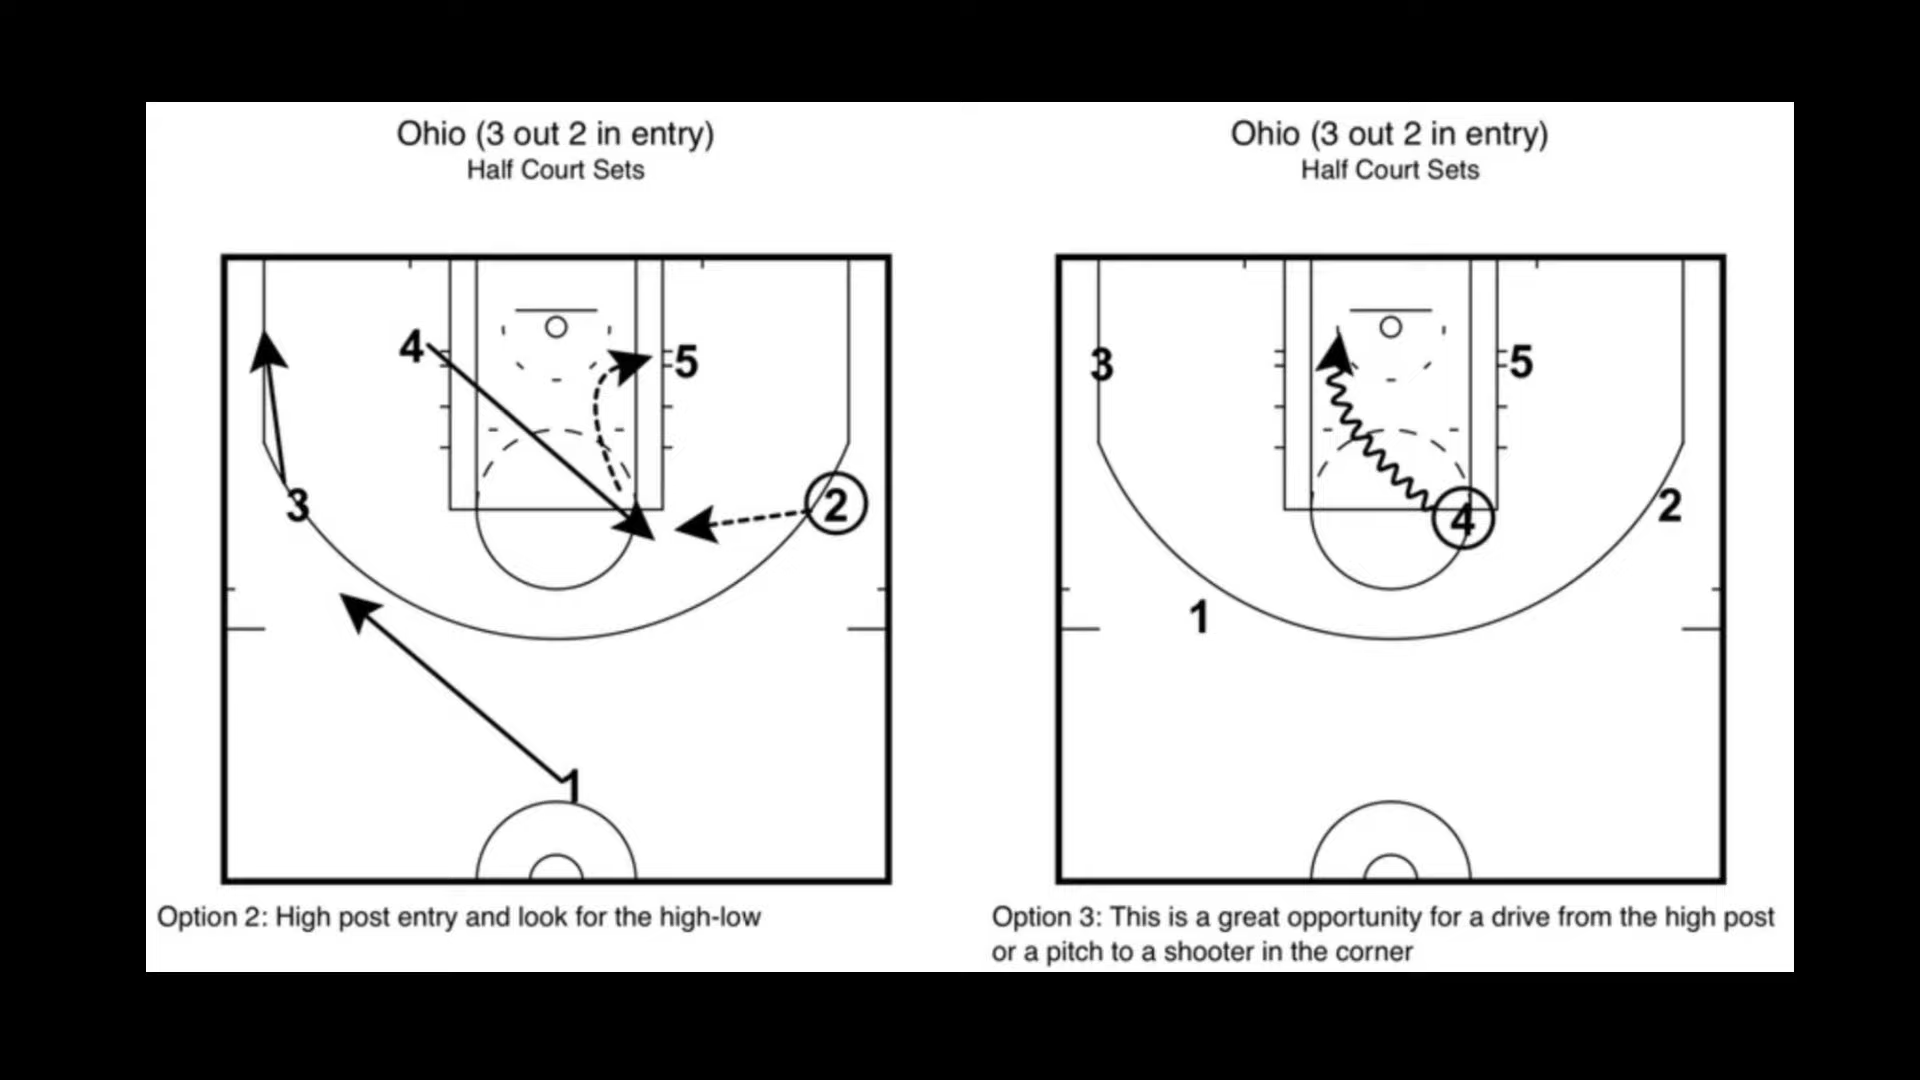 Ohio (3 out 2 in entry)
Half Court Sets
4
5
3
2
1
Option 2: High post entry and look for the high-low
Ohio (3 out 2 in entry)
Half Court Sets
3
5
4
2
1
Option 3: This is a great opportunity for a drive from the high post
or a pitch to a shooter in the corner